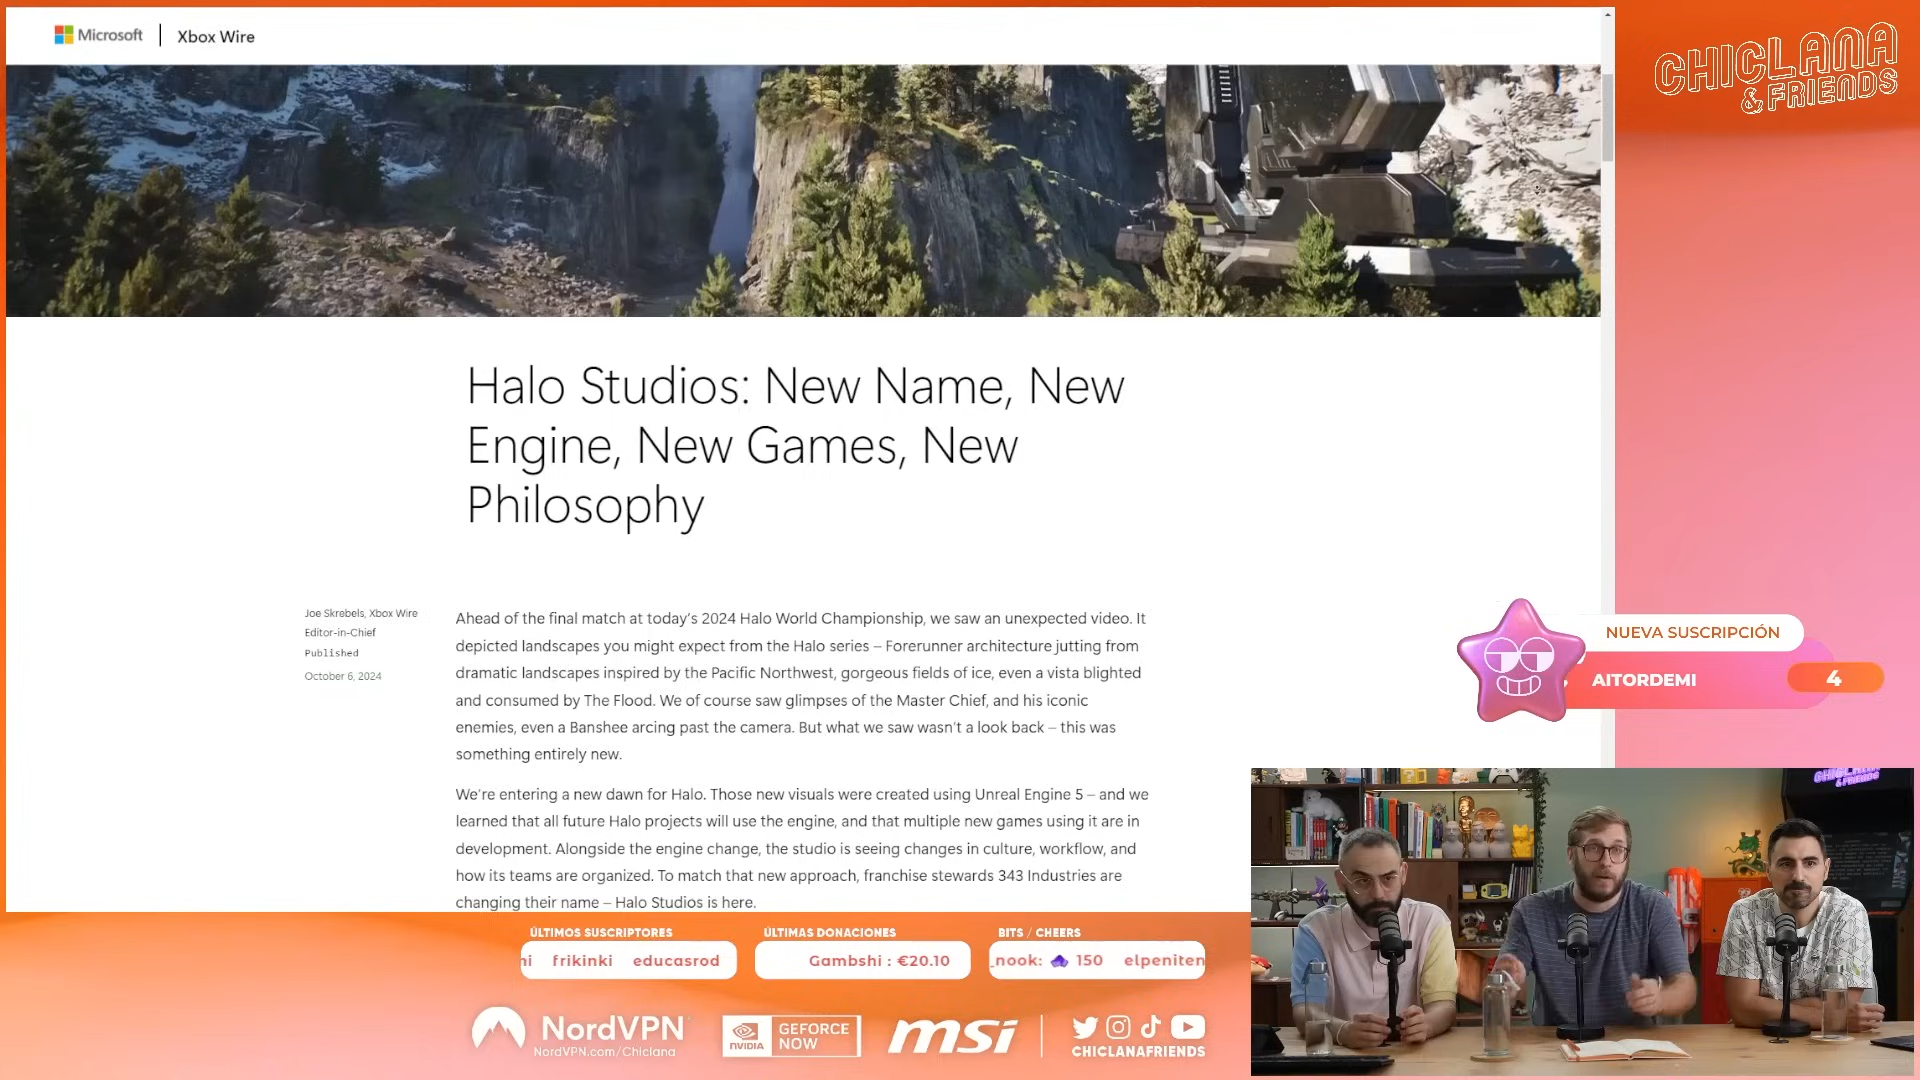 Microsoft | Xbox Wire
CHICLANA
& FRIENDS
Halo Studios: New Name, New
Engine, New Games, New
Philosophy
Joe Skrebels, Xbox Wire
Editor-in-Chief
Published
October 6, 2024
Ahead of the final match at today's 2024 Halo World Championship, we saw an unexpected video. It
depicted landscapes you might expect from the Halo series – Forerunner architecture jutting from
dramatic landscapes inspired by the Pacific Northwest, gorgeous fields of ice, even a vista blighted
and consumed by The Flood. We of course saw glimpses of the Master Chief, and his iconic
enemies, even a Banshee arcing past the camera. But what we saw wasn't a look back – this was
something entirely new.
We're entering a new dawn for Halo. Those new visuals were created using Unreal Engine 5 – and we
learned that all future Halo projects will use the engine, and that multiple new games using it are in
development. Alongside the engine change, the studio is seeing changes in culture, workflow, and
how its teams are organized. To match that new approach, franchise stewards 343 Industries are
changing their name – Halo Studios is here.
NUEVA SUSCRIPCIÓN
AITORDEMI 4
CHICLANA
& FRIENDS
ÚLTIMOS SUSCRIPTORES
ni frikinki educasrod
ÚLTIMAS DONACIONES
Gambshi : €20.10
BITS / CHEERS
_nook: 150 elpeniten
NordVPN
NordVPN.com/Chiclana
NVIDIA
GEFORCE
NOW
msi
CHICLANAFRIENDS